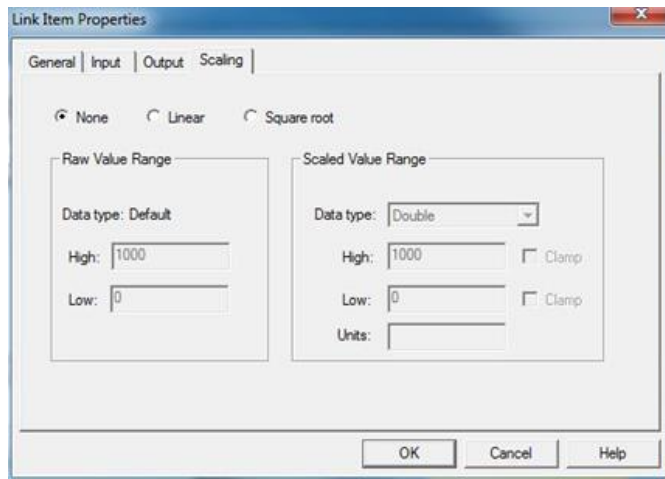 Link Item Properties
General Input Output Scaling
None Linear Square root
Raw Value Range
Data type: Default
High: 1000
Low: 0
Scaled Value Range
Data type: Double
High: 1000 Clamp
Low: 0 Clamp
Units:
OK Cancel Help